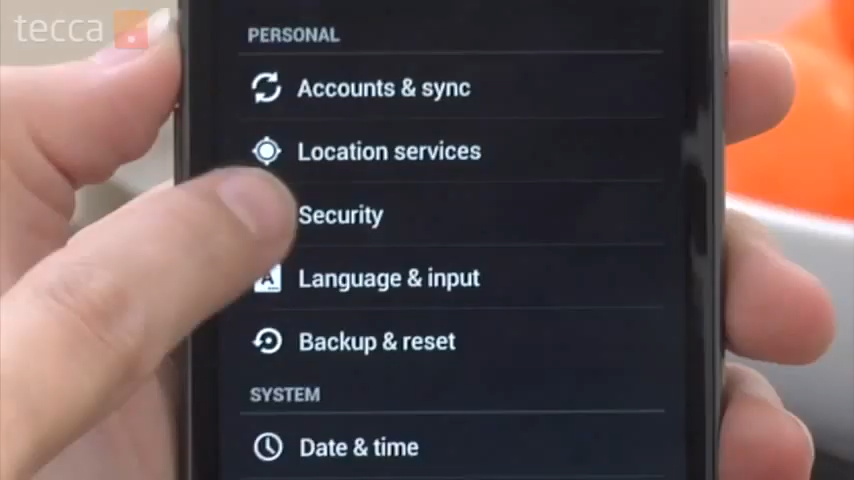 tecca
PERSONAL
Accounts & sync
Location services
Security
A
Language & input
Backup & reset
SYSTEM
Date & time